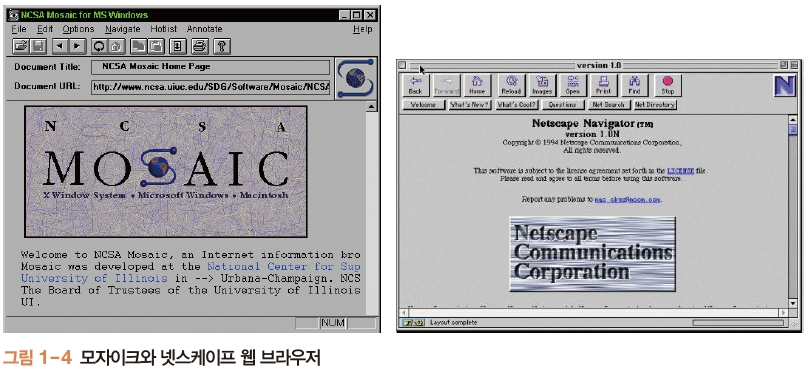 NCSA Mosaic for MS Windows
File Edit Options Navigate Hotlist Annotate Help
Document Title: NCSA Mosaic Home Page
Document URL: http://www.ncsa.uiuc.edu/SDG/Software/Mosaic/NCSA
N C S A
MOSAIC
X Window System • Microsoft Windows • Macintosh
Welcome to NCSA Mosaic, an Internet information bro
Mosaic was developed at the National Center for Sup
University of Illinois in --> Urbana-Champaign. NCS
The Board of Trustees of the University of Illinois
UI.
NUM
version 1.0
Back Forward Home Reload Images Open Print Find Stop
N
Welcome What's New? What's Cool? Questions Net Search Net Directory
Netscape Navigator (TM)
version 1.0N
Copyright © 1994 Netscape Communications Corporation,
All rights reserved.
This software is subject to the license agreement set forth in the LICENSE file.
Please read and agree to all terms before using this software.
Report any problems to
Netscape
Communications
Corporation
Layout complete
그림 1-4 모자이크와 넷스케이프 웹 브라우저